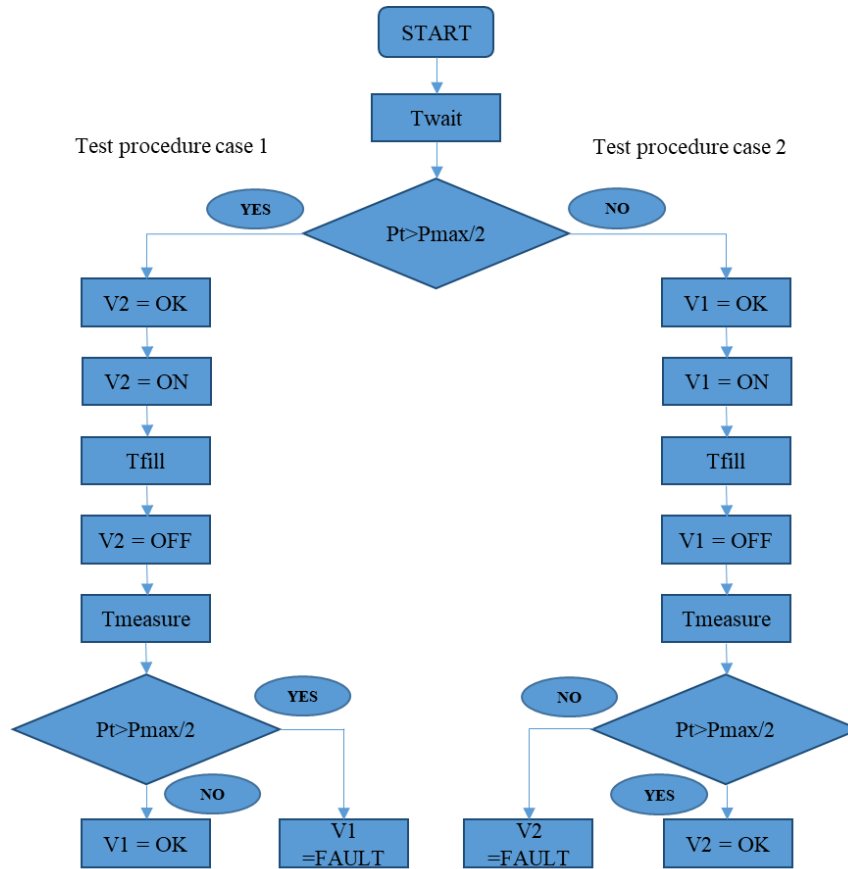 START
Twait
Test procedure case 1
Test procedure case 2
YES
NO
Pt>Pmax/2
V2 = OK
V1 = OK
V2 = ON
V1 = ON
Tfill
Tfill
V2 = OFF
V1 = OFF
Tmeasure
Tmeasure
YES
NO
Pt>Pmax/2
Pt>Pmax/2
NO
YES
V1 = OK
V1
=FAULT
V2
=FAULT
V2 = OK